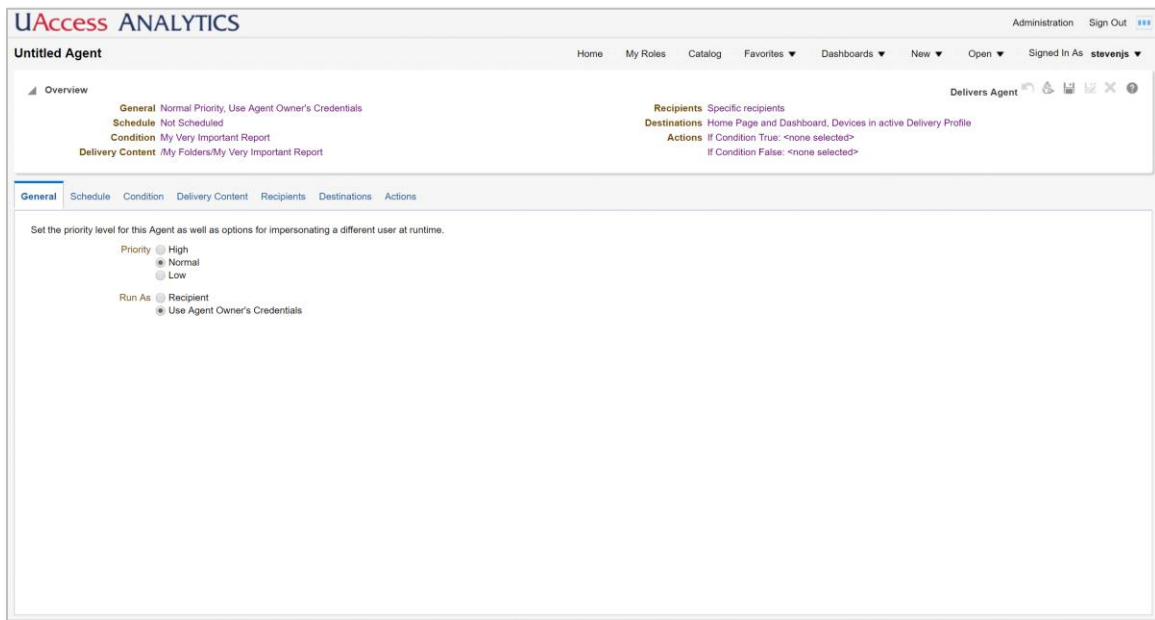 UAccess ANALYTICS
Administration Sign Out
Untitled Agent
Home My Roles Catalog Favorites Dashboards New Open Signed In As stevenjs
Overview
Delivers Agent
General Normal Priority, Use Agent Owner's Credentials
Schedule Not Scheduled
Condition My Very Important Report
Delivery Content /My Folders/My Very Important Report
Recipients Specific recipients
Destinations Home Page and Dashboard, Devices in active Delivery Profile
Actions If Condition True: <none selected>
If Condition False: <none selected>
General Schedule Condition Delivery Content Recipients Destinations Actions
Set the priority level for this Agent as well as options for impersonating a different user at runtime.
Priority High
Normal
Low
Run As Recipient
Use Agent Owner's Credentials